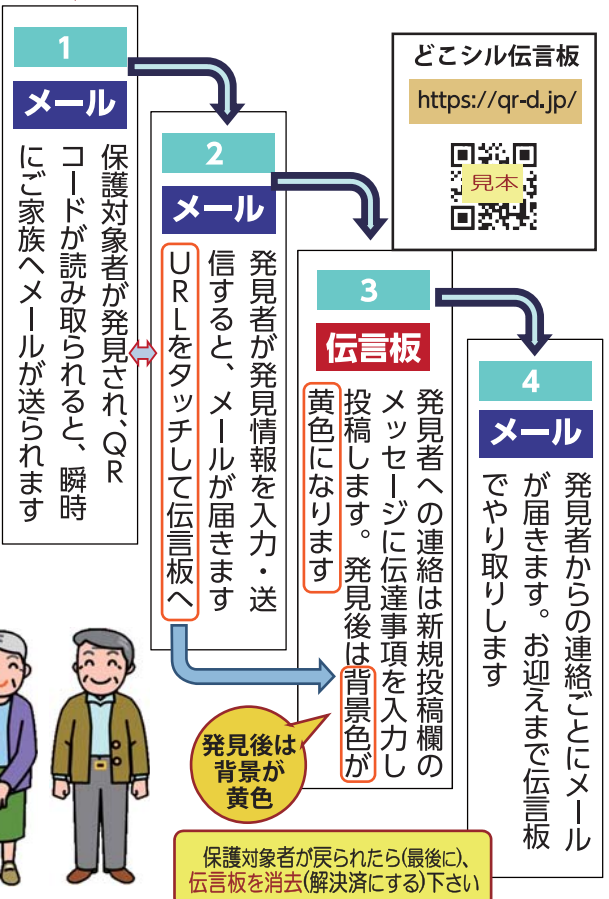 1
メール
保護対象者が発見され、QR
コードが読み取られると、瞬時
にご家族へメールが送られます
2
メール
発見者が発見情報を入力・送
信すると、メールが届きます
URLをタッチして伝言板へ
3
伝言板
発見者への連絡は新規投稿欄の
メッセージに伝達事項を入力し
投稿します。発見後は背景色が
黄色になります
発見後は
背景が
黄色
4
メール
発見者からの連絡ごとにメール
が届きます。お迎えまで伝言板
でやり取りします
どこシル伝言板
https://qr-d.jp/
見本
保護対象者が戻られたら(最後に)、
伝言板を消去(解決済にする)下さい